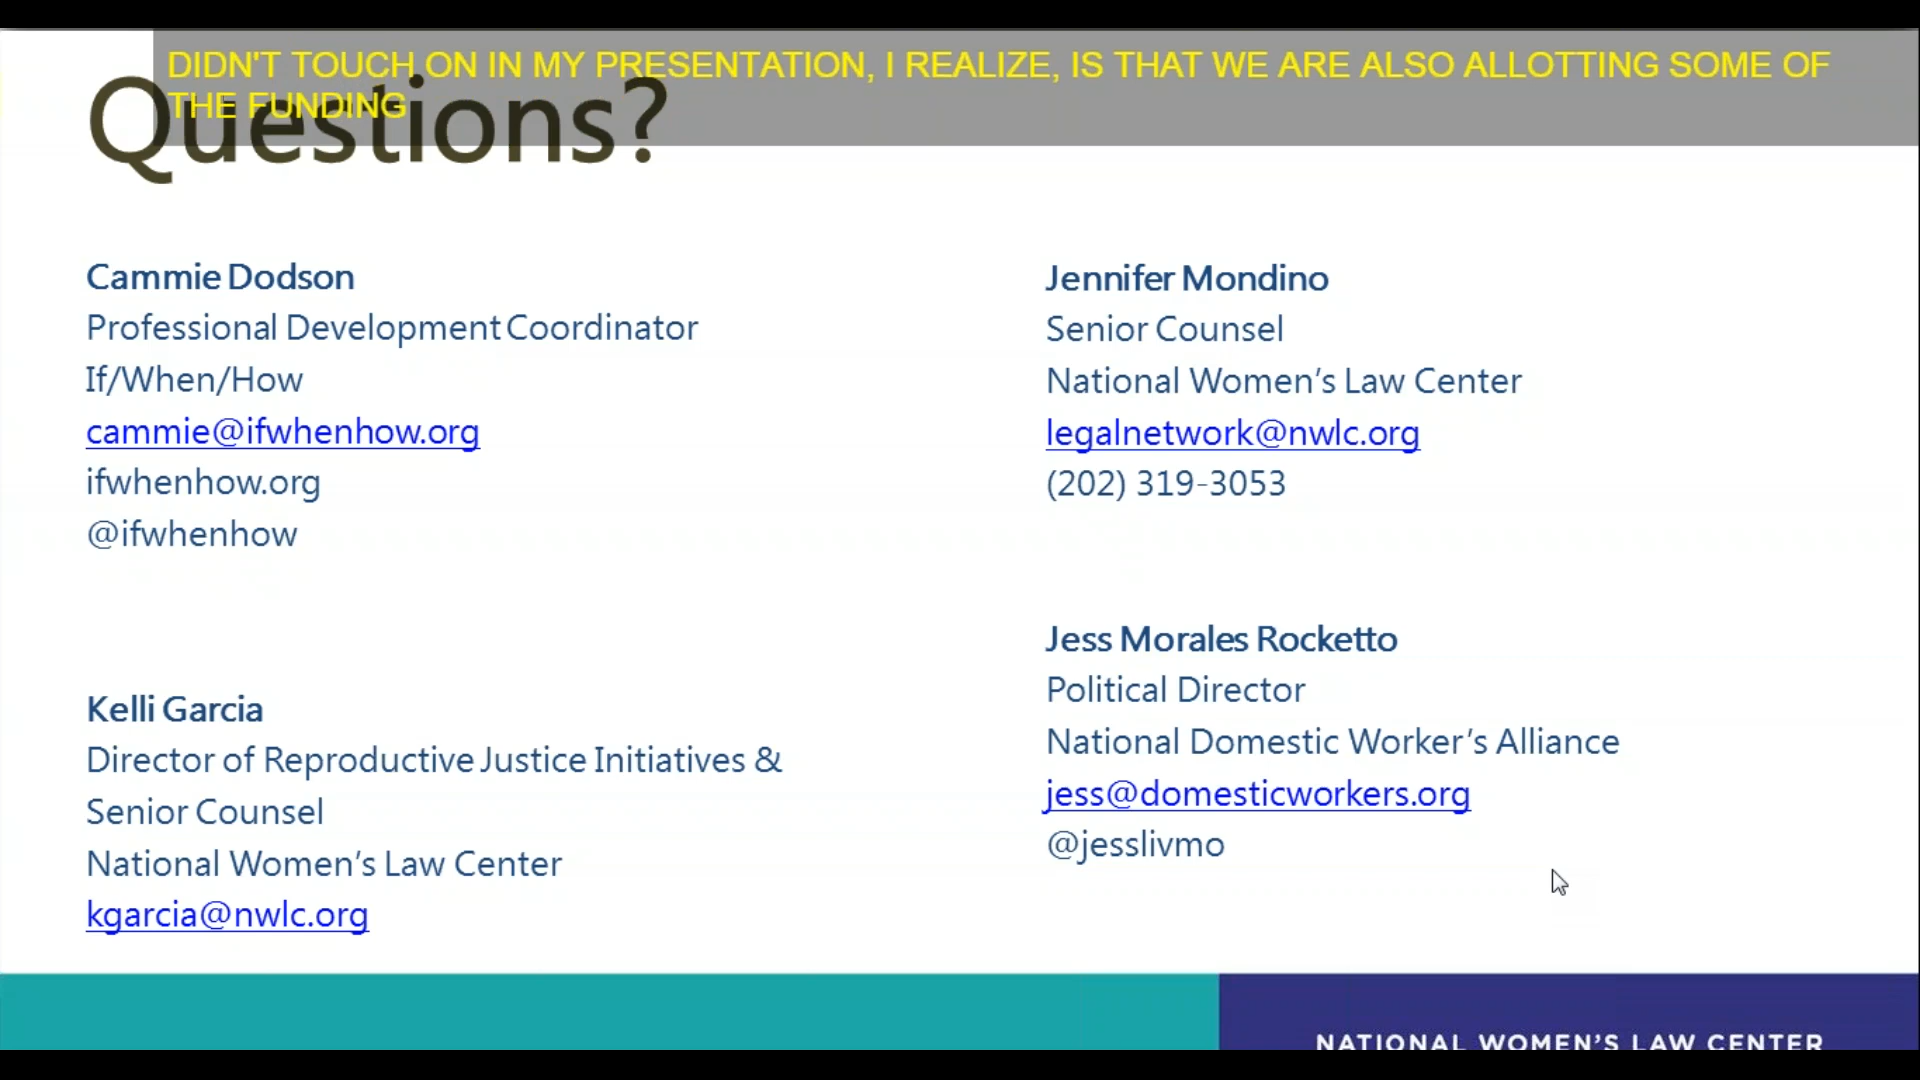 DIDN'T TOUCH ON IN MY PRESENTATION, I REALIZE, IS THAT WE ARE ALSO ALLOTTING SOME OF
THE FUNDING
Questions?
Cammie Dodson
Professional Development Coordinator
If/When/How
cammie@ifwhenhow.org
ifwhenhow.org
@ifwhenhow
Kelli Garcia
Director of Reproductive Justice Initiatives &
Senior Counsel
National Women’s Law Center
kgarcia@nwlc.org
Jennifer Mondino
Senior Counsel
National Women’s Law Center
legalnetwork@nwlc.org
(202) 319-3053
Jess Morales Rocketto
Political Director
National Domestic Worker’s Alliance
jess@domesticworkers.org
@jesslivmo
NATIONAL WOMEN’S LAW CENTER